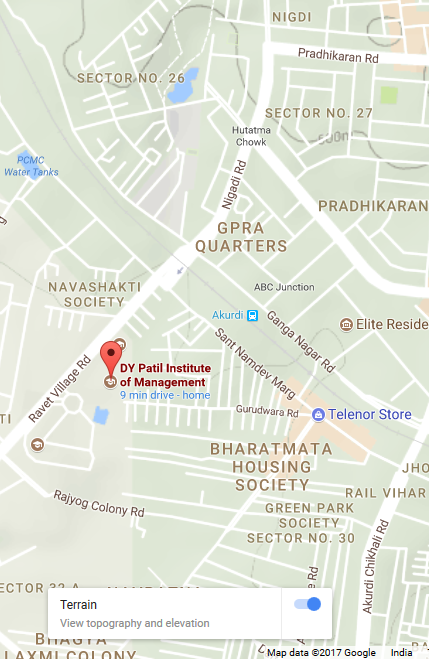 NIGDI
Pradhikaran Rd
SECTOR NO. 26
SECTOR NO. 27
Hutatma
Chowk
600m
PCMC
Water Tanks
Nigadi Rd
PRADHIKARAN
GPRA
QUARTERS
NAVASHAKTI
SOCIETY
ABC Junction
Akurdi
Ganga Nagar Rd
Elite Reside
Sant Namdev Marg
Ravet Village Rd
DY Patil Institute
of Management
9 min drive - home
Gurudwara Rd
Telenor Store
TI
BHARATMATA
HOUSING
SOCIETY
JHO
RAIL VIHAR
Rajyog Colony Rd
GREEN PARK
SOCIETY
SECTOR NO. 30
Akurdi Chikhali Rd
ECTOR 32 A
e Rd
Terrain
View topography and elevation
BHAGYA
LAXMI COLONY
Map data ©2017 Google
India